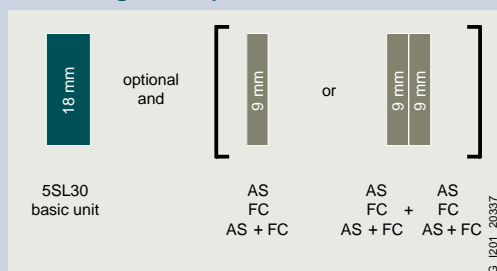 18 mm
optional
and
9 mm
or
9 mm
9 mm
5SL30
basic unit
AS
FC
AS + FC
AS AS
FC + FC
AS + FC AS + FC
I201_20337